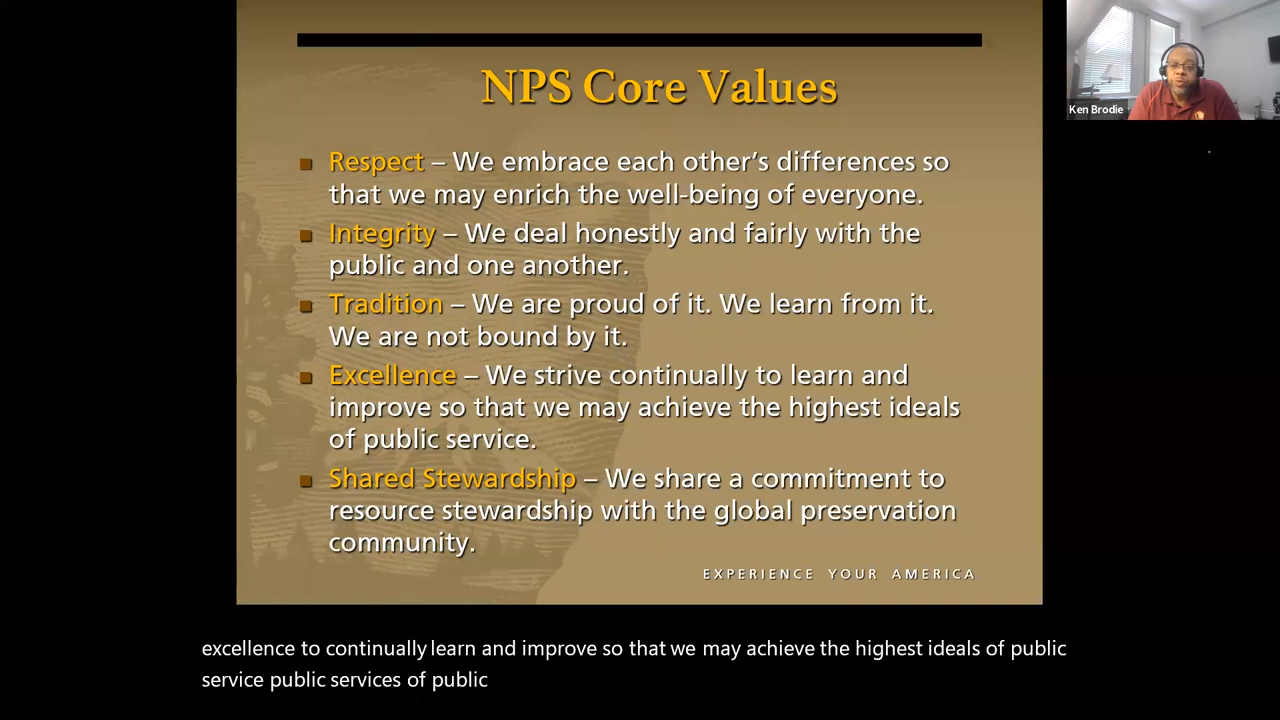 NPS Core Values
Respect – We embrace each other's differences so
that we may enrich the well-being of everyone.
Integrity – We deal honestly and fairly with the
public and one another.
Tradition – We are proud of it. We learn from it.
We are not bound by it.
Excellence – We strive continually to learn and
improve so that we may achieve the highest ideals
of public service.
Shared Stewardship – We share a commitment to
resource stewardship with the global preservation
community.
EXPERIENCE YOUR AMERICA
Ken Brodie
excellence to continually learn and improve so that we may achieve the highest ideals of public
service public services of public